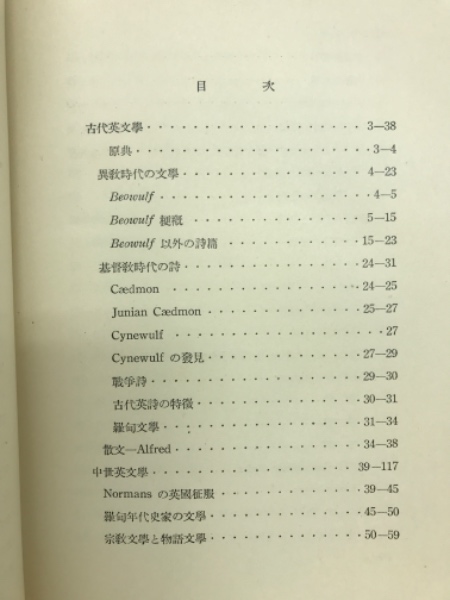 目　次
古代英文學・・・・・・・・・・・・・・・・・・・3—38
原典・・・・・・・・・・・・・・・・・・3—4
異敎時代の文學・・・・・・・・・・・・・・・・4—23
Beowulf・・・・・・・・・・・・・・・・・4—5
Beowulf 梗槪・・・・・・・・・・・・・・・5—15
Beowulf 以外の詩篇・・・・・・・・・・・・15—23
基督敎時代の詩・・・・・・・・・・・・・・・24—31
Cædmon・・・・・・・・・・・・・・・・・24—25
Junian Cædmon・・・・・・・・・・・・・・25—27
Cynewulf・・・・・・・・・・・・・・・・・・27
Cynewulf の發見・・・・・・・・・・・・・27—29
戰爭詩・・・・・・・・・・・・・・・・・・29—30
古代英詩の特徵・・・・・・・・・・・・・・30—31
羅甸文學・・・・・・・・・・・・・・・・・31—34
散文—Alfred・・・・・・・・・・・・・・・34—38
中世英文學・・・・・・・・・・・・・・・・・39—117
Normans の英國征服・・・・・・・・・・・・39—45
羅甸年代史家の文學・・・・・・・・・・・・・45—50
宗敎文學と物語文學・・・・・・・・・・・・・50—59